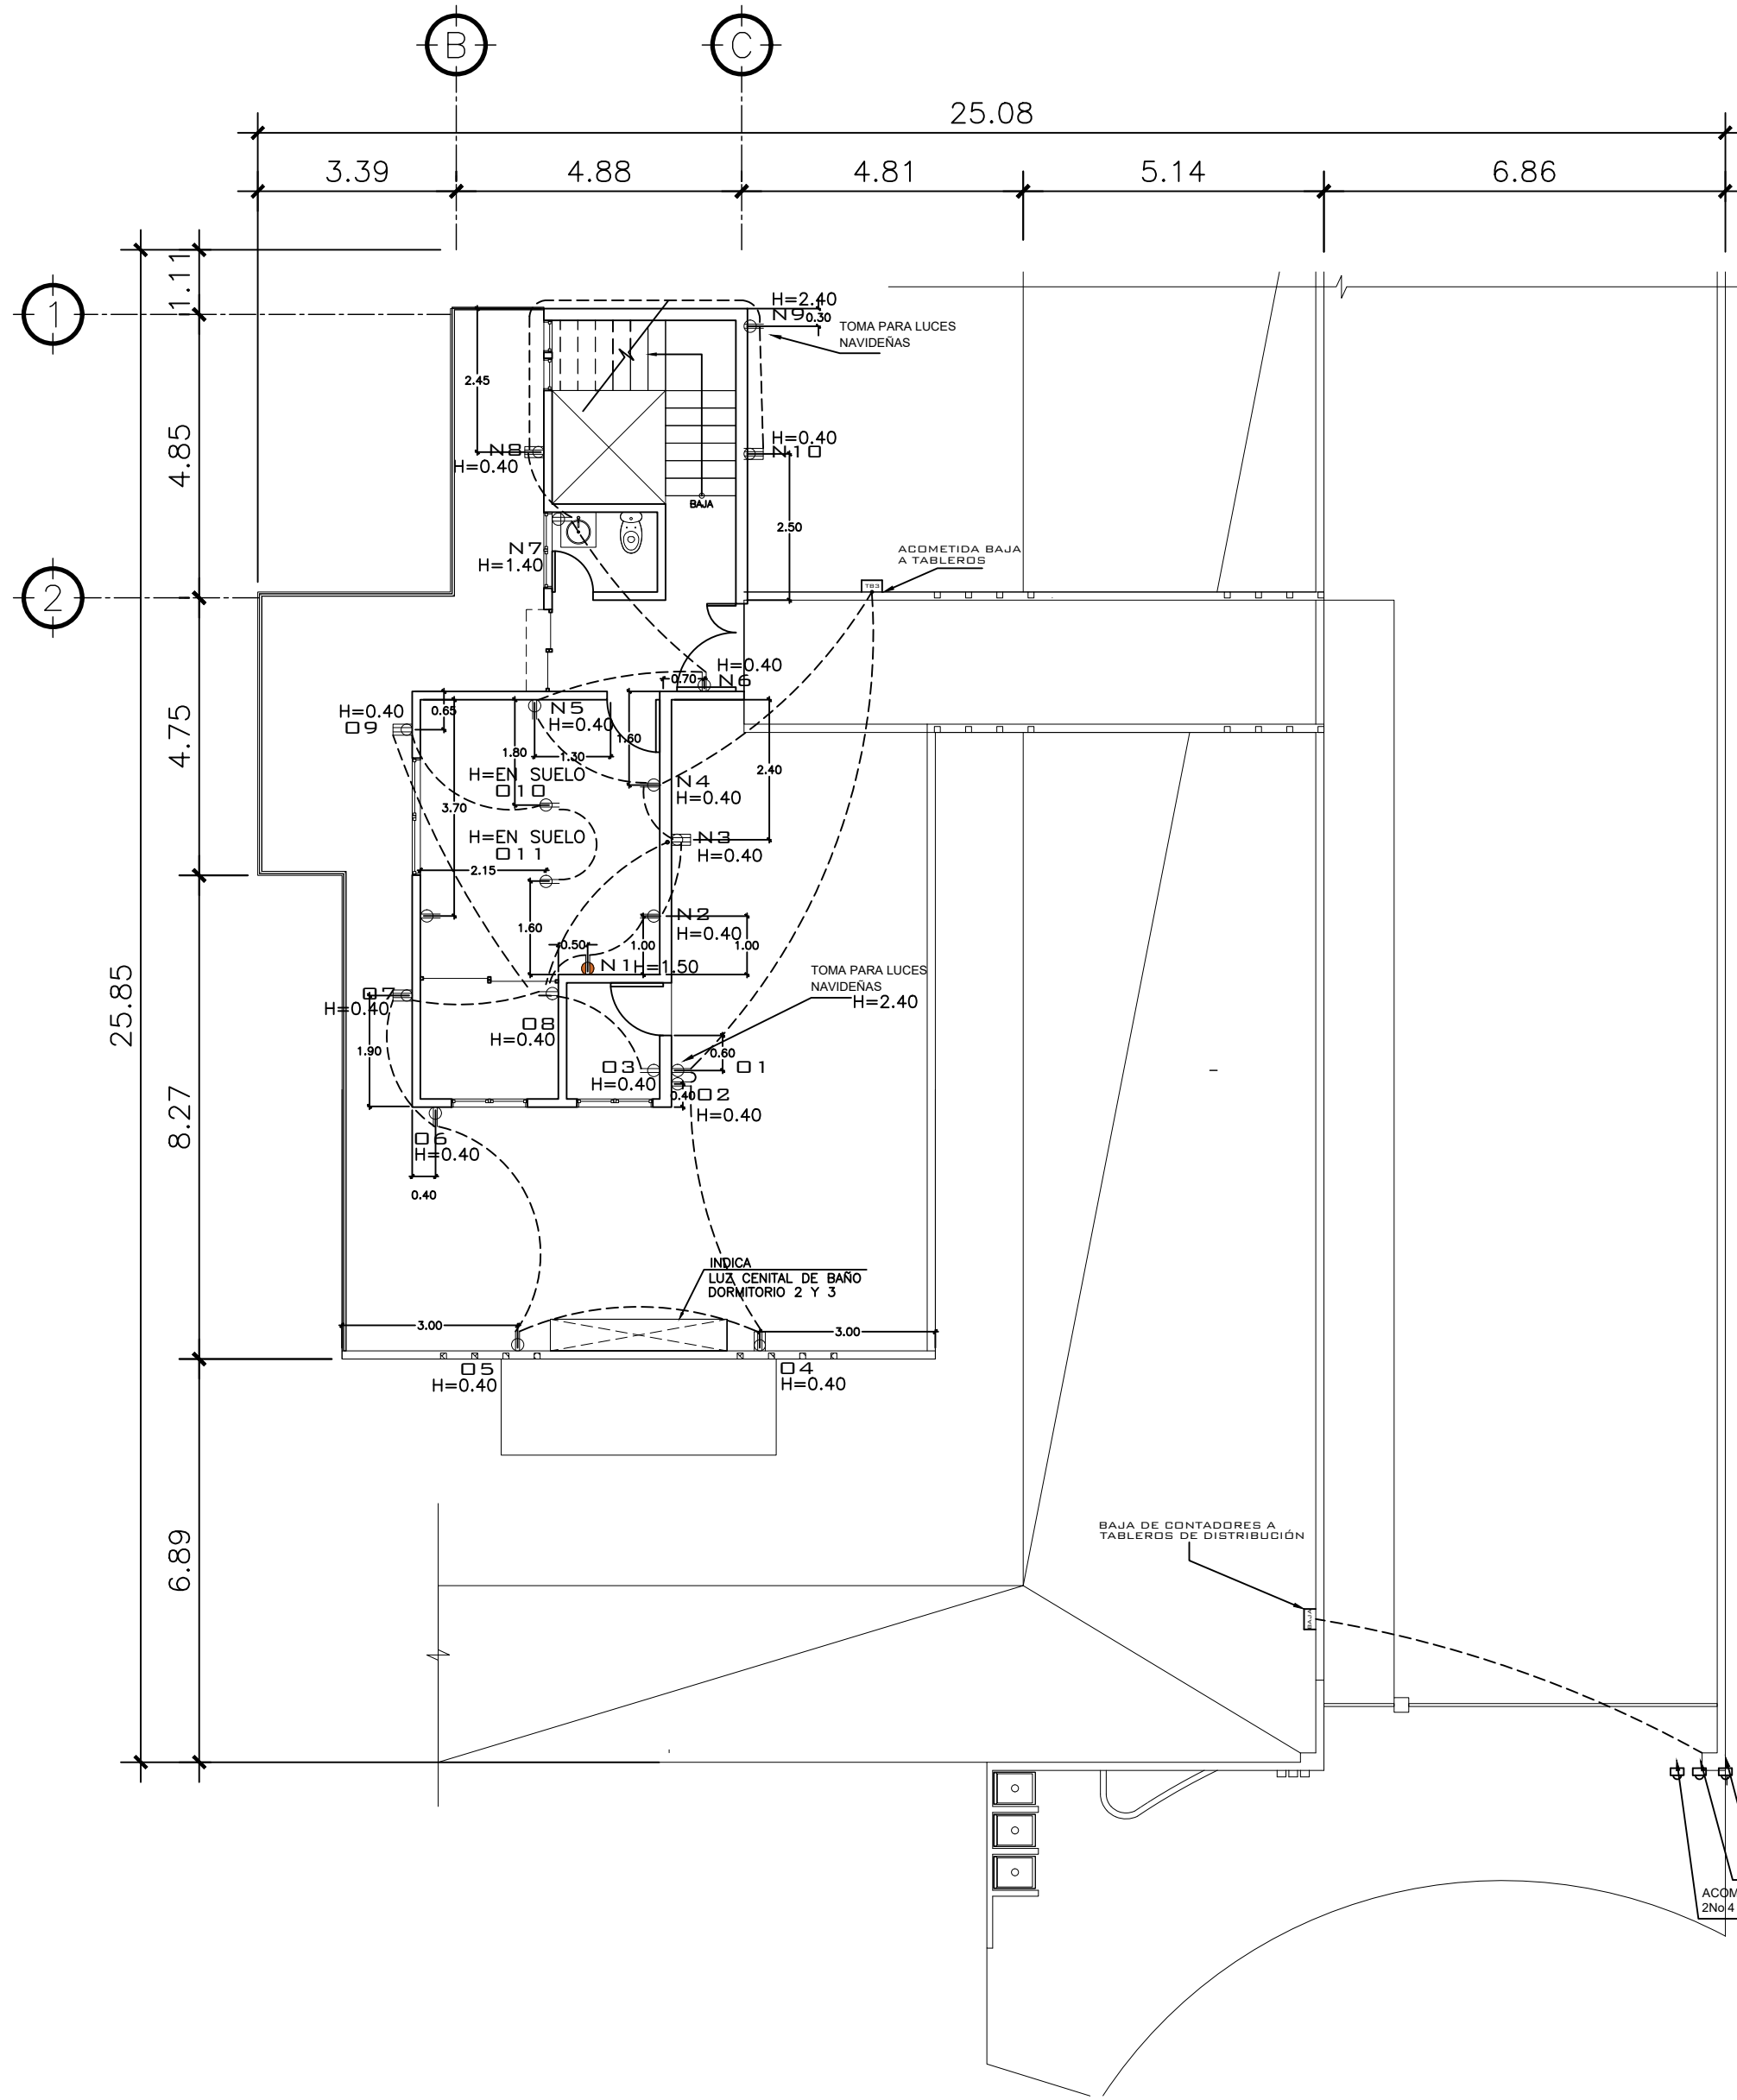 B
C
25.08
3.39
4.88
4.81
5.14
6.86
1
2
1.11
4.85
4.75
8.27
6.89
25.85
H=2.40
N9
0.30
TOMA PARA LUCES
NAVIDEÑAS
2.45
N8
H=0.40
H=0.40
N10
BAJA
2.50
N7
H=1.40
ACOMETIDA BAJA
A TABLEROS
TB3
H=0.40
0.70
N6
H=0.40
O9
0.65
N5
H=0.40
1.60
1.80
1.30
2.40
H=EN SUELO
O10
N4
H=0.40
3.70
H=EN SUELO
O11
N3
H=0.40
2.15
N2
H=0.40
1.60
0.50
1.00
1.00
N1
H=1.50
TOMA PARA LUCES
NAVIDEÑAS
H=2.40
O7
H=0.40
O8
H=0.40
1.90
0.60
O3
H=0.40
O1
0.40
O2
H=0.40
O6
H=0.40
0.40
INDICA
LUZ CENITAL DE BAÑO
DORMITORIO 2 Y 3
3.00
3.00
O5
H=0.40
O4
H=0.40
BAJA DE CONTADORES A
TABLEROS DE DISTRIBUCIÓN
BAJA
ACOM
2No 4